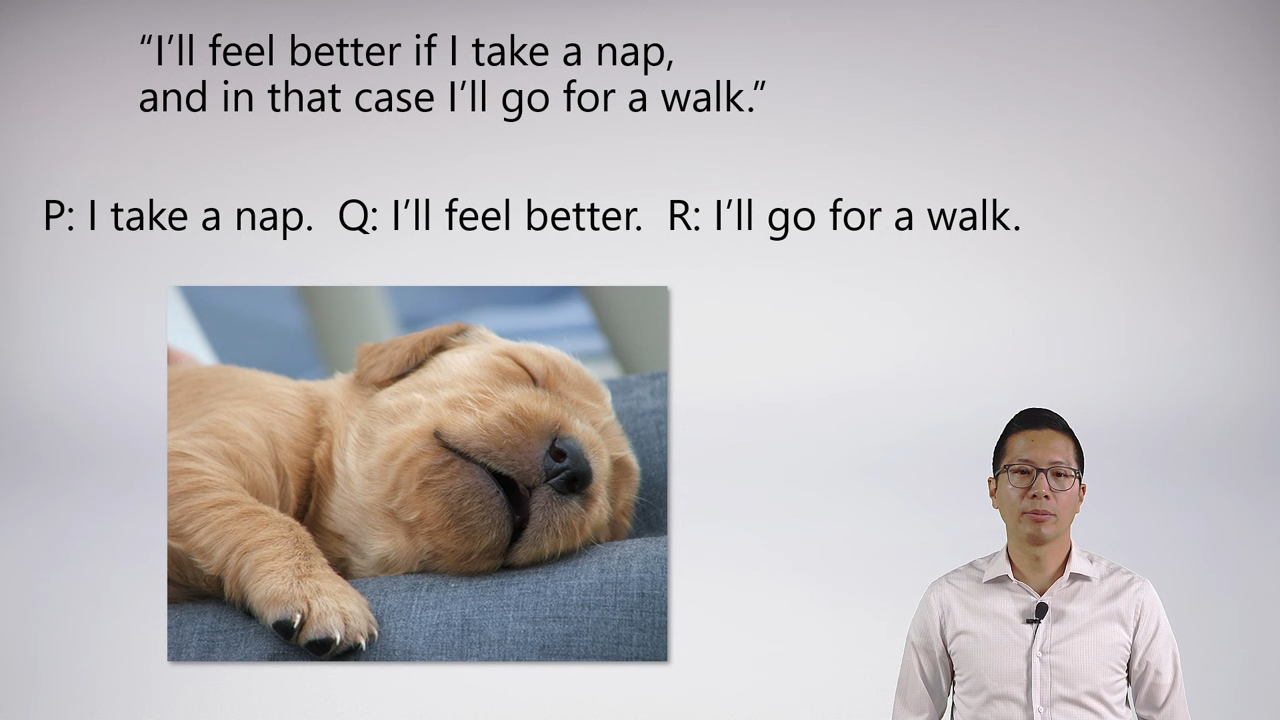 “I’ll feel better if I take a nap,
and in that case I’ll go for a walk.”
P: I take a nap.  Q: I’ll feel better.  R: I’ll go for a walk.